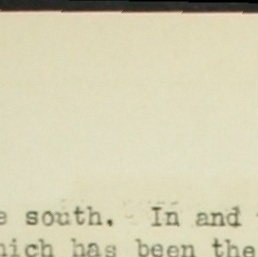 e south. In and
hich has been the